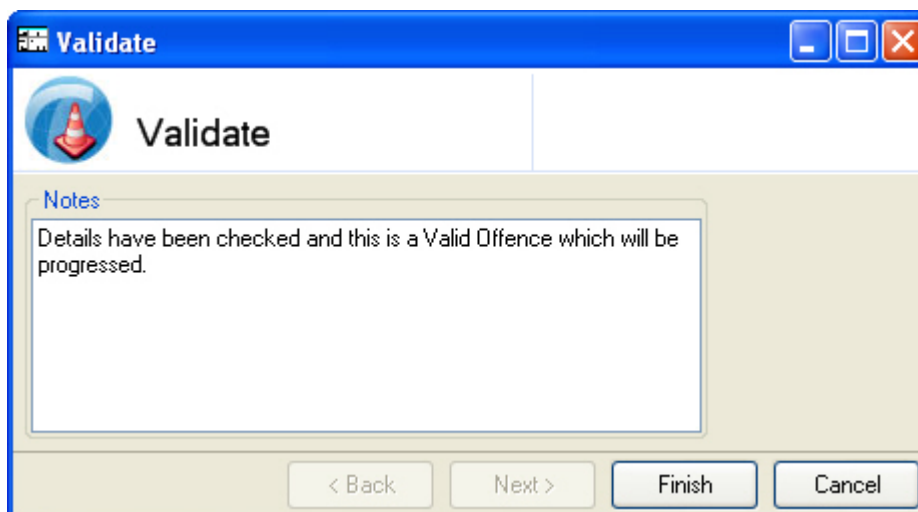 Validate
Validate
Notes
Details have been checked and this is a Valid Offence which will be
progressed.
< Back
Next >
Finish
Cancel